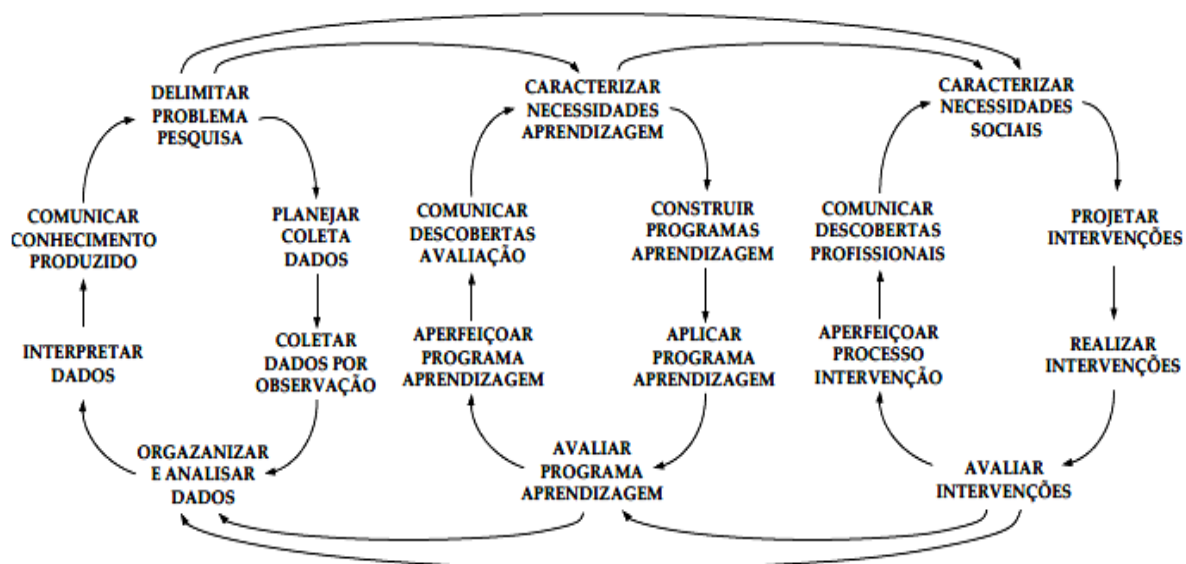 DELIMITAR
PROBLEMA
PESQUISA
PLANEJAR
COLETA
DADOS
COLETAR
DADOS POR
OBSERVAÇÃO
ORGAZANIZAR
E ANALISAR
DADOS
INTERPRETAR
DADOS
COMUNICAR
CONHECIMENTO
PRODUZIDO
CARACTERIZAR
NECESSIDADES
APRENDIZAGEM
CONSTRUIR
PROGRAMAS
APRENDIZAGEM
APLICAR
PROGRAMA
APRENDIZAGEM
AVALIAR
PROGRAMA
APRENDIZAGEM
APERFEIÇOAR
PROGRAMA
APRENDIZAGEM
COMUNICAR
DESCOBERTAS
AVALIAÇÃO
CARACTERIZAR
NECESSIDADES
SOCIAIS
PROJETAR
INTERVENÇÕES
REALIZAR
INTERVENÇÕES
AVALIAR
INTERVENÇÕES
APERFEIÇOAR
PROCESSO
INTERVENÇÃO
COMUNICAR
DESCOBERTAS
PROFISSIONAIS